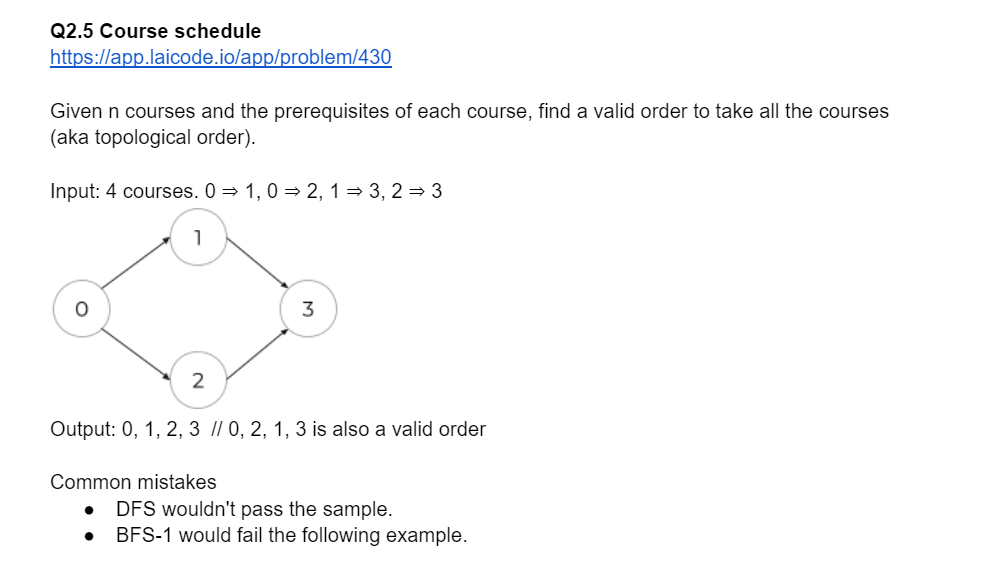 Q2.5 Course schedule
https://app.laicode.io/app/problem/430
Given n courses and the prerequisites of each course, find a valid order to take all the courses
(aka topological order).
Input: 4 courses. 0 ⇒ 1, 0 ⇒ 2, 1 ⇒ 3, 2 ⇒ 3
1
0
3
2
Output: 0, 1, 2, 3 // 0, 2, 1, 3 is also a valid order
Common mistakes
● DFS wouldn't pass the sample.
● BFS-1 would fail the following example.